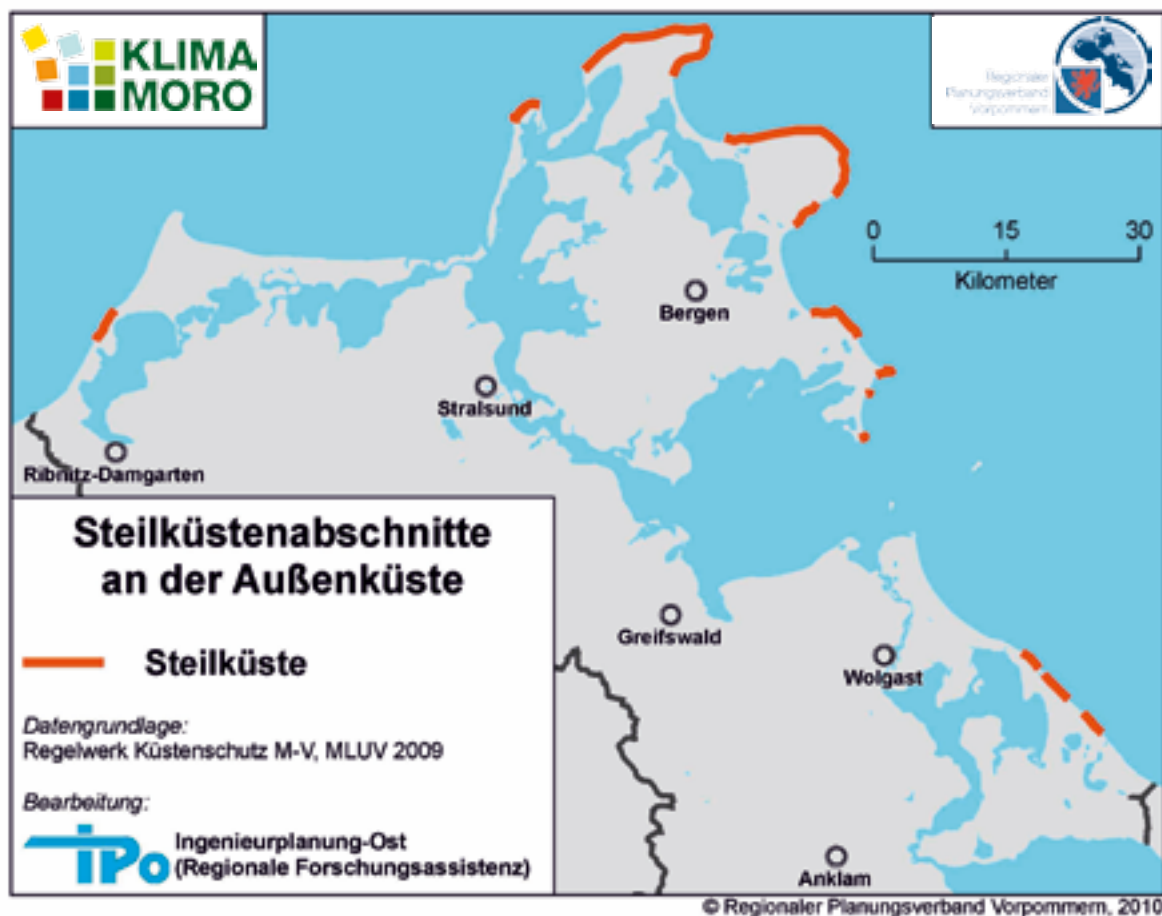 KLIMA
MORO
Regionaler
Planungsverband
Vorpommern
0 15 30
Kilometer
Bergen
Stralsund
Ribnitz-Damgarten
Steilküstenabschnitte
an der Außenküste
Steilküste
Greifswald
Wolgast
Datengrundlage:
Regelwerk Küstenschutz M-V, MLUV 2009
Bearbeitung:
iPo
Ingenieurplanung-Ost
(Regionale Forschungsassistenz)
Anklam
© Regionaler Planungsverband Vorpommern, 2010